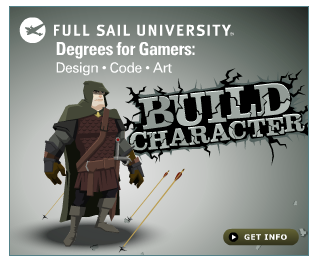 FULL SAIL UNIVERSITY.
Degrees for Gamers:
Design • Code • Art
BUILD
CHARACTER
GET INFO